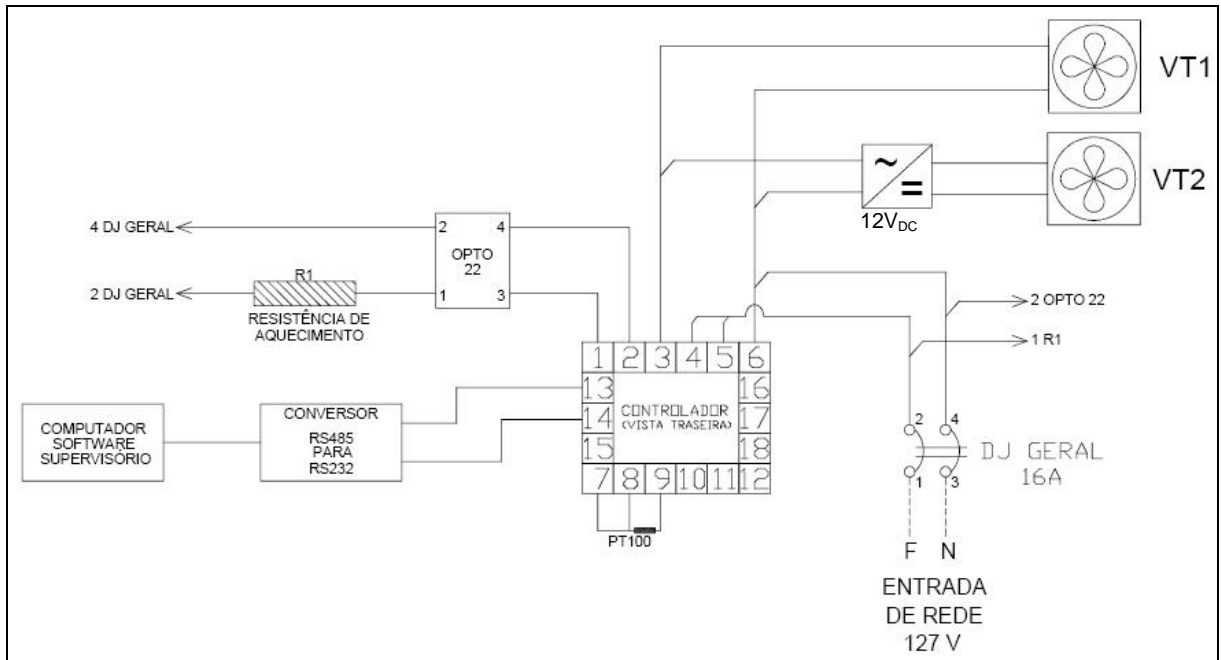 VT1
VT2
~
=
12VDC
4 DJ GERAL
2 4
OPTO
22
1 3
2 DJ GERAL
R1
RESISTÊNCIA DE
AQUECIMENTO
2 OPTO 22
1 R1
1 2 3 4 5 6
13 16
14 17
15 18
7 8 9 10 11 12
CONTROLADOR
(VISTA TRASEIRA)
COMPUTADOR
SOFTWARE
SUPERVISÓRIO
CONVERSOR
RS485
PARA
RS232
PT100
2 4
DJ GERAL
16A
1 3
F N
ENTRADA
DE REDE
127 V